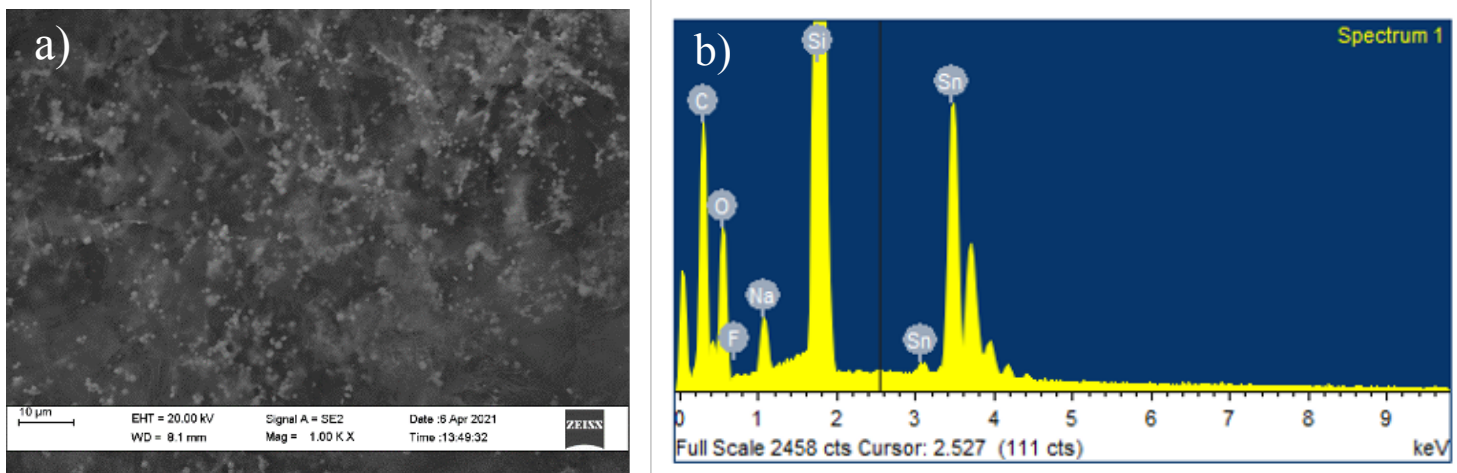 a)
10 µm
EHT = 20.00 kV
Signal A = SE2
Date :6 Apr 2021
WD = 8.1 mm
Mag = 1.00 K X
Time :13:49:32
ZEISS
b)
Spectrum 1
Si
Sn
C
O
Na
F
Sn
0 1 2 3 4 5 6 7 8 9
Full Scale 2458 cts Cursor: 2.527 (111 cts) keV